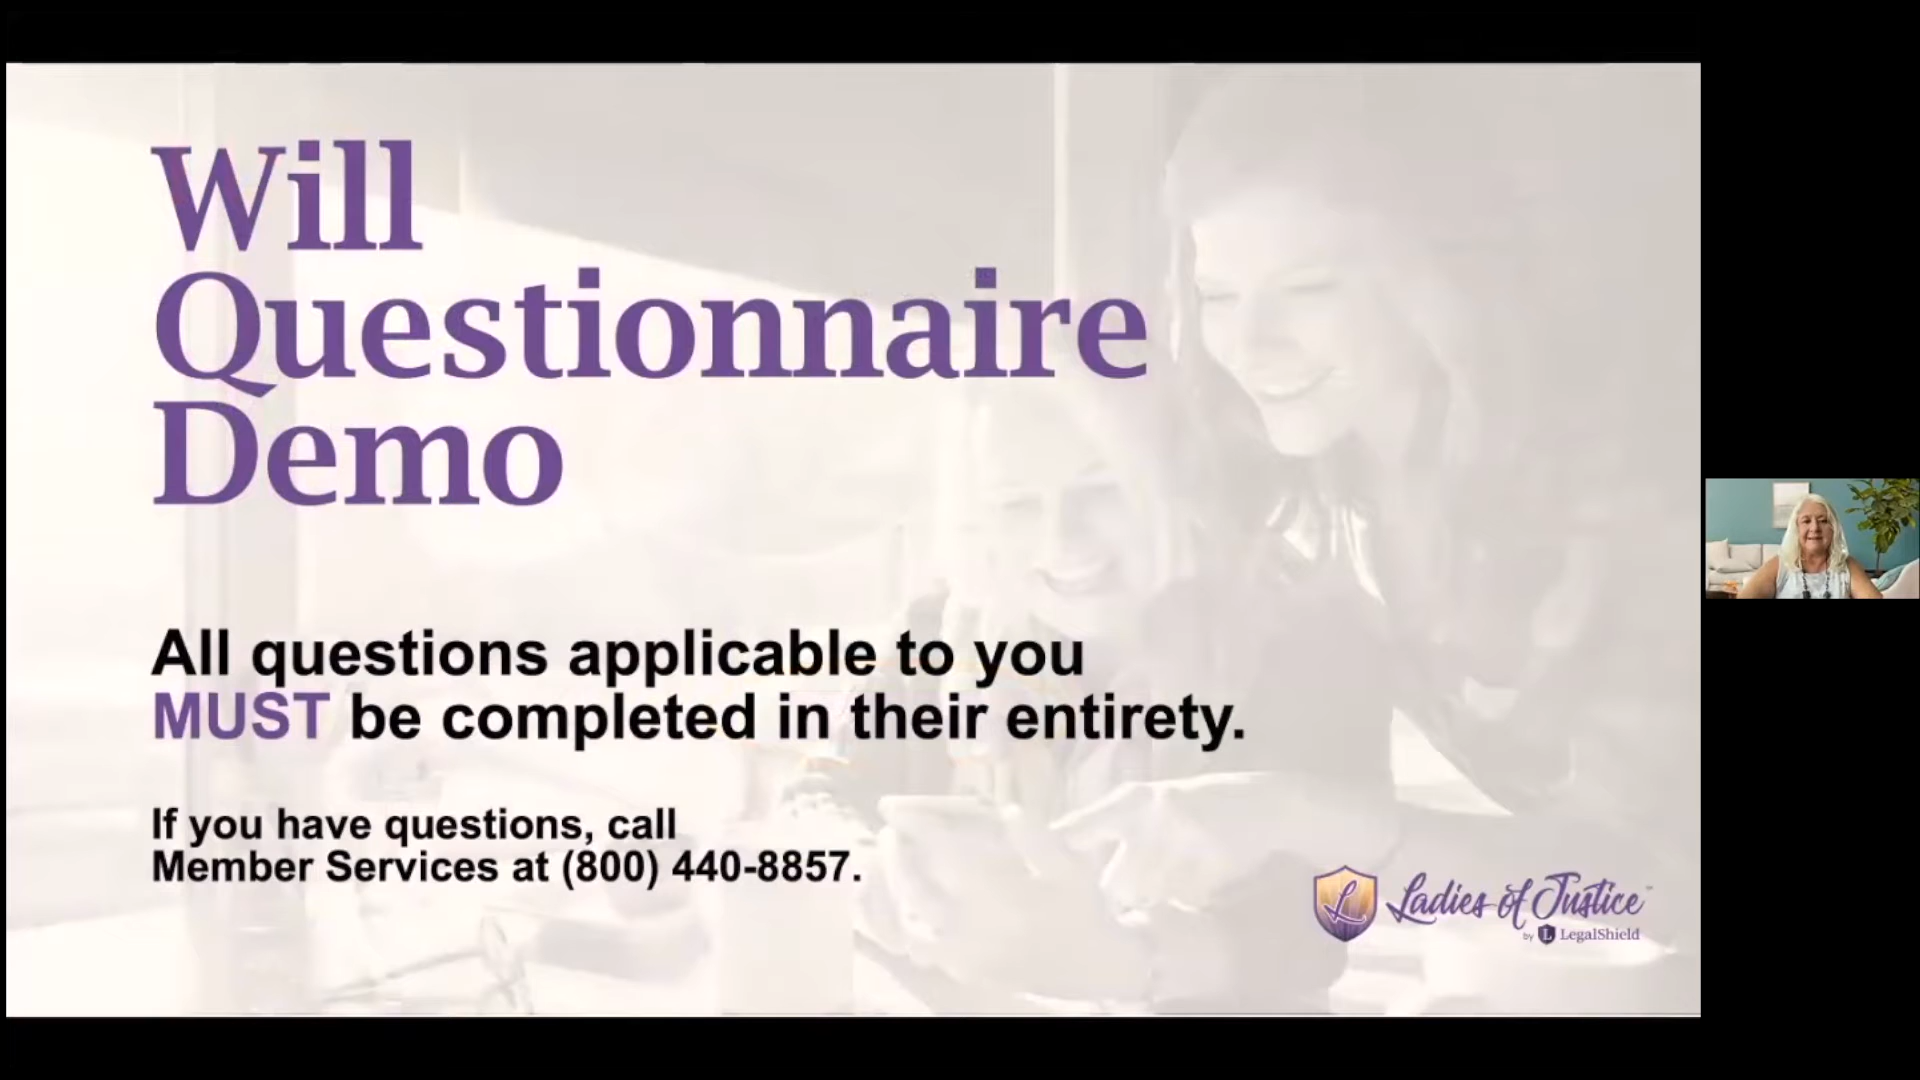 Will
Questionnaire
Demo
All questions applicable to you
MUST be completed in their entirety.
If you have questions, call
Member Services at (800) 440-8857.
L Ladies of Justice
by L LegalShield